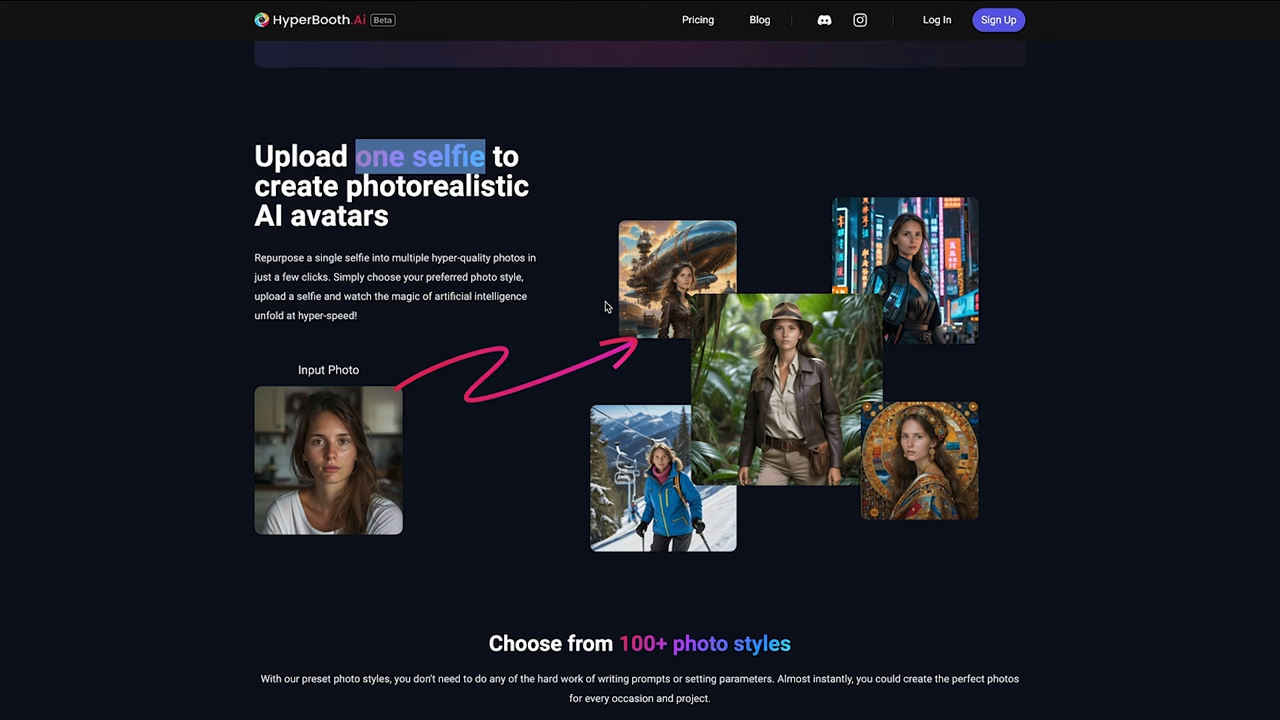 HyperBooth.Ai Beta
Pricing
Blog
Log In
Sign Up
Upload one selfie to
create photorealistic
AI avatars
Repurpose a single selfie into multiple hyper-quality photos in
just a few clicks. Simply choose your preferred photo style,
upload a selfie and watch the magic of artificial intelligence
unfold at hyper-speed!
Input Photo
Choose from 100+ photo styles
With our preset photo styles, you don't need to do any of the hard work of writing prompts or setting parameters. Almost instantly, you could create the perfect photos
for every occasion and project.